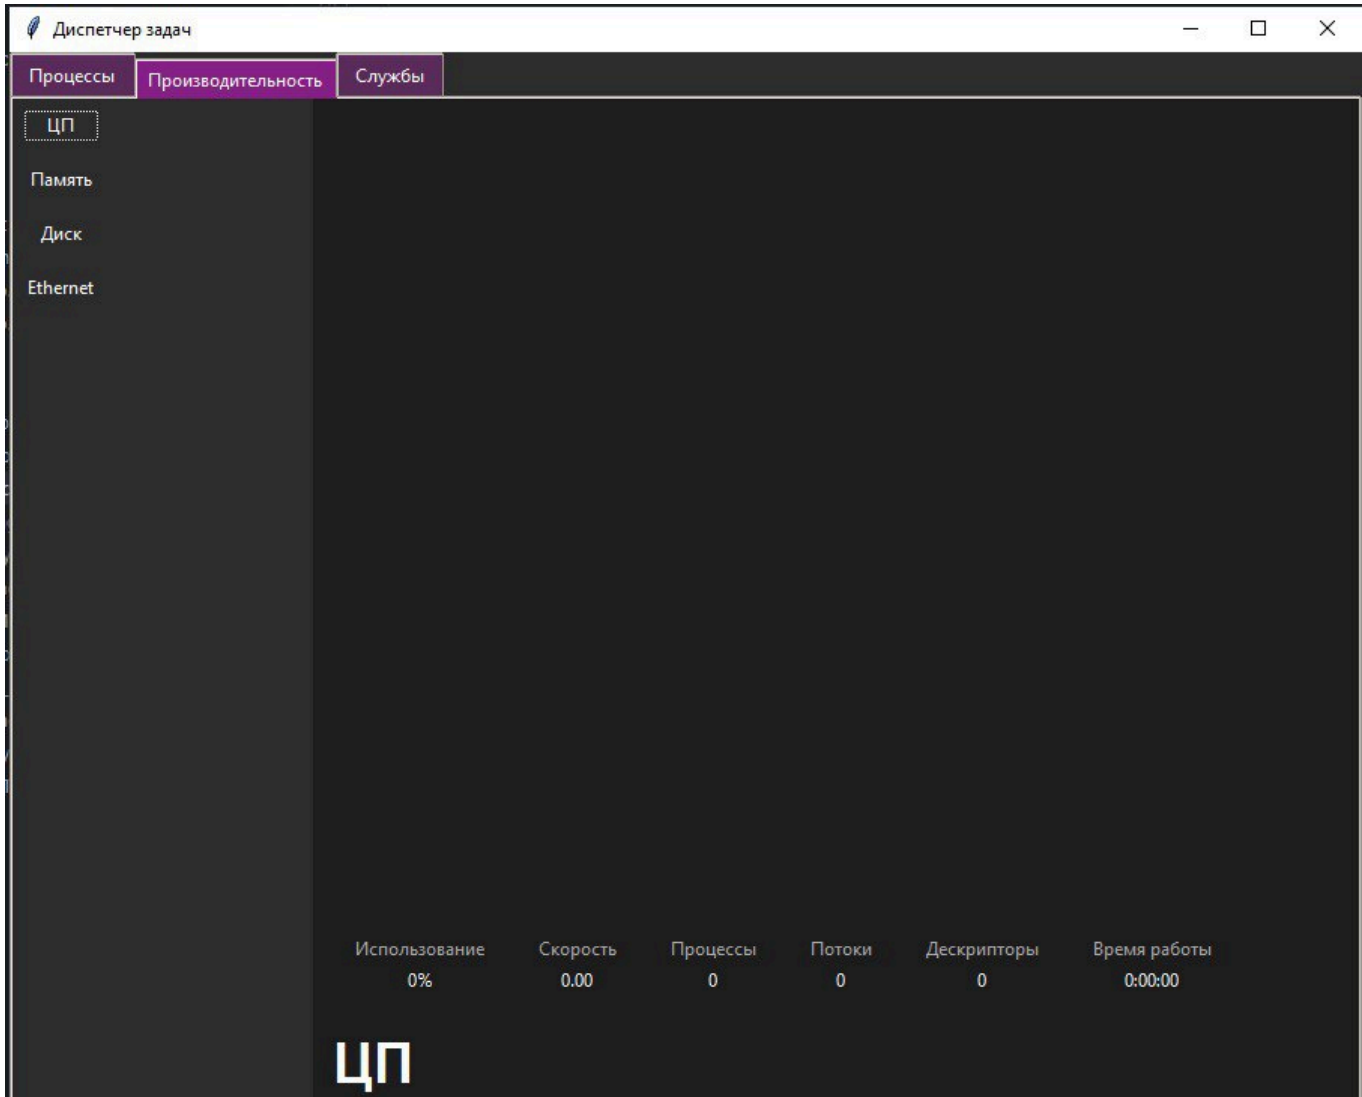 Диспетчер задач
Процессы Производительность Службы
ЦП
Память
Диск
Ethernet
Использование Скорость Процессы Потоки Дескрипторы Время работы
0% 0.00 0 0 0 0:00:00
ЦП